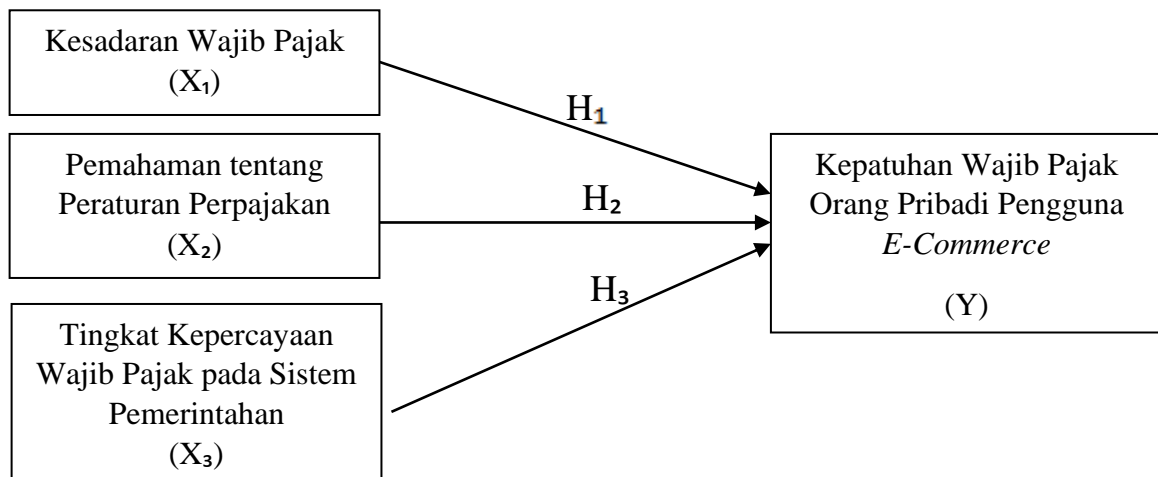 Kesadaran Wajib Pajak
(X₁)
H₁
Pemahaman tentang
Peraturan Perpajakan
(X₂)
H₂
Tingkat Kepercayaan
Wajib Pajak pada Sistem
Pemerintahan
(X₃)
H₃
Kepatuhan Wajib Pajak
Orang Pribadi Pengguna
E-Commerce
(Y)